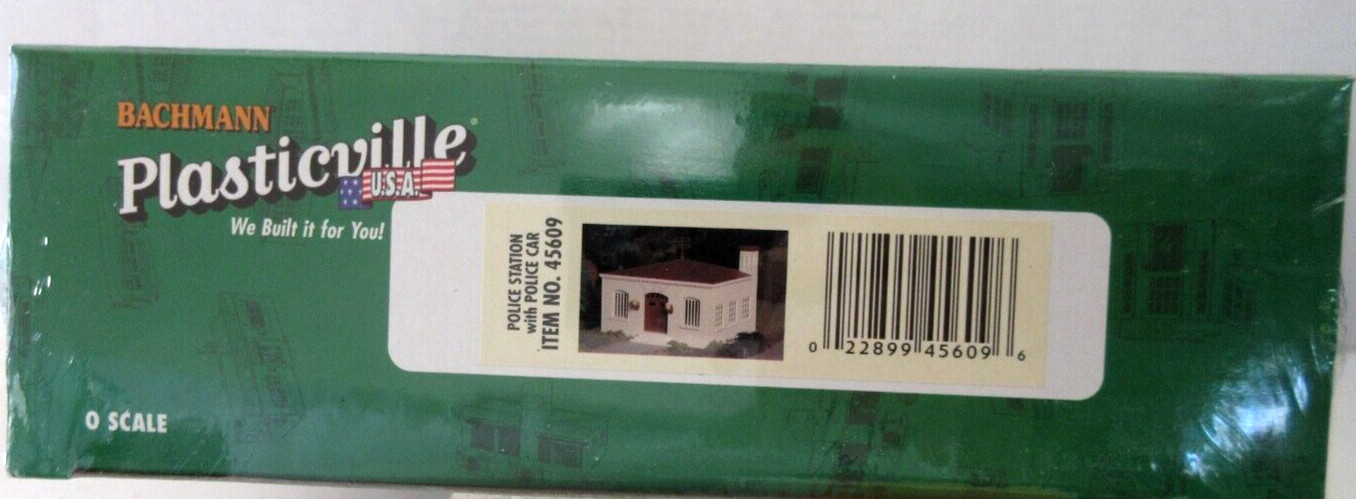 BACHMANN
Plasticville®
U.S.A.
We Built it for You!
POLICE STATION
with POLICE CAR
ITEM NO. 45609
0 22899 45609 6
O SCALE